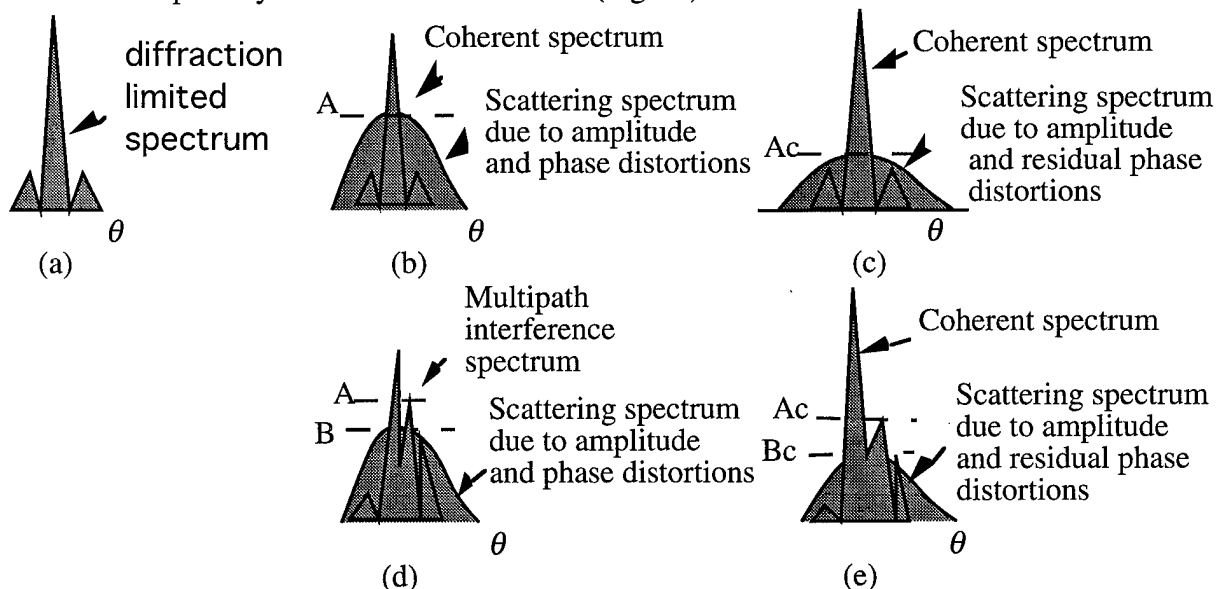 diffraction
limited
spectrum
θ
(a)
Coherent spectrum
A
Scattering spectrum
due to amplitude
and phase distortions
θ
(b)
Coherent spectrum
Scattering spectrum
due to amplitude
and residual phase
distortions
Ac
θ
(c)
Multipath
interference
spectrum
A
B
Scattering spectrum
due to amplitude
and phase distortions
θ
(d)
Coherent spectrum
Ac
Bc
Scattering spectrum
due to amplitude
and residual phase
distortions
θ
(e)